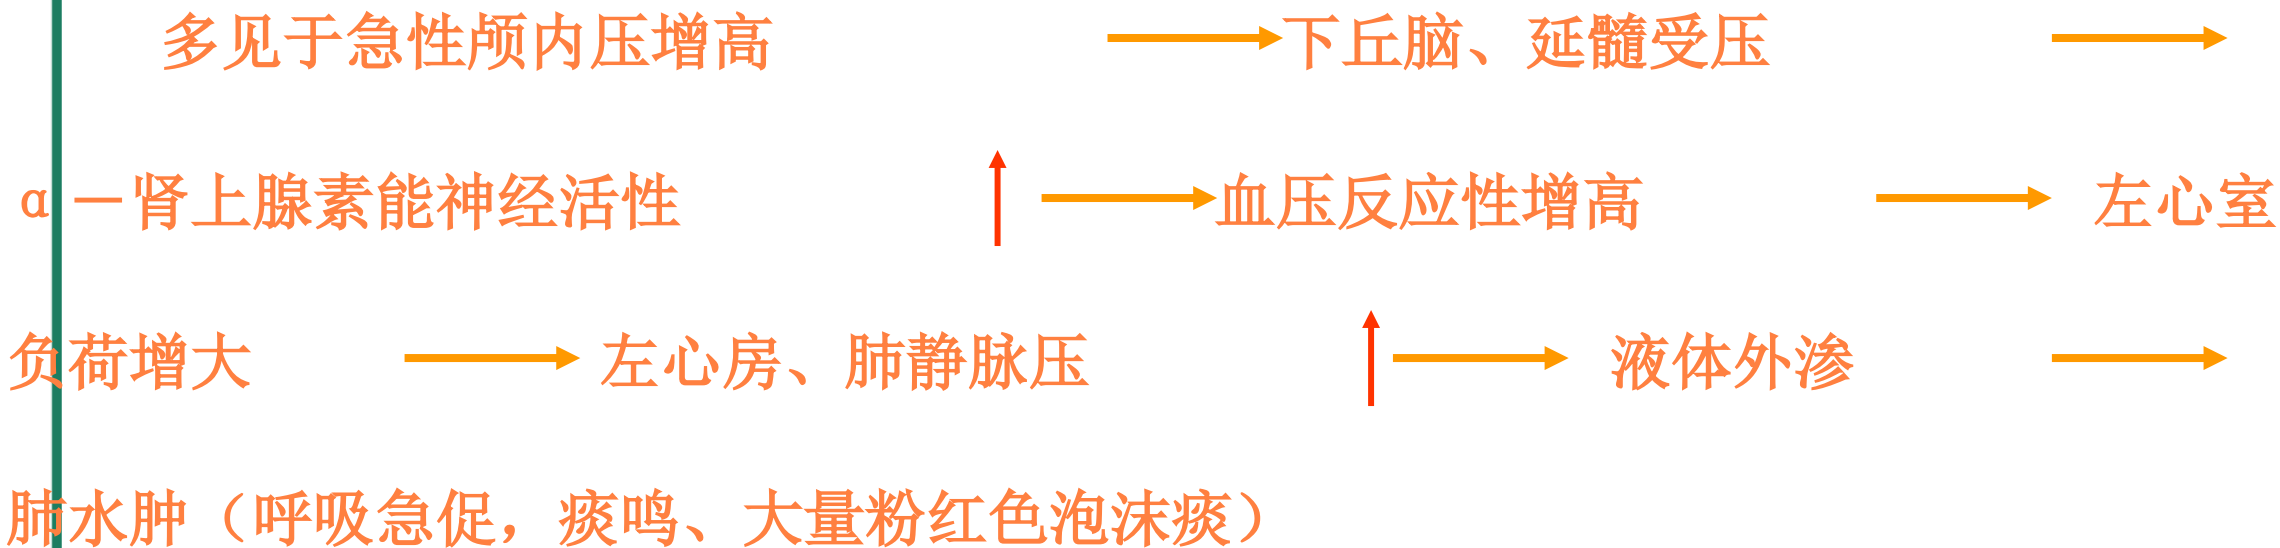 多见于急性颅内压增高 → 下丘脑、延髓受压 →
α一肾上腺素能神经活性 ↑ → 血压反应性增高 → 左心室
负荷增大 → 左心房、肺静脉压 ↑ → 液体外渗 →
肺水肿（呼吸急促，痰鸣、大量粉红色泡沫痰）